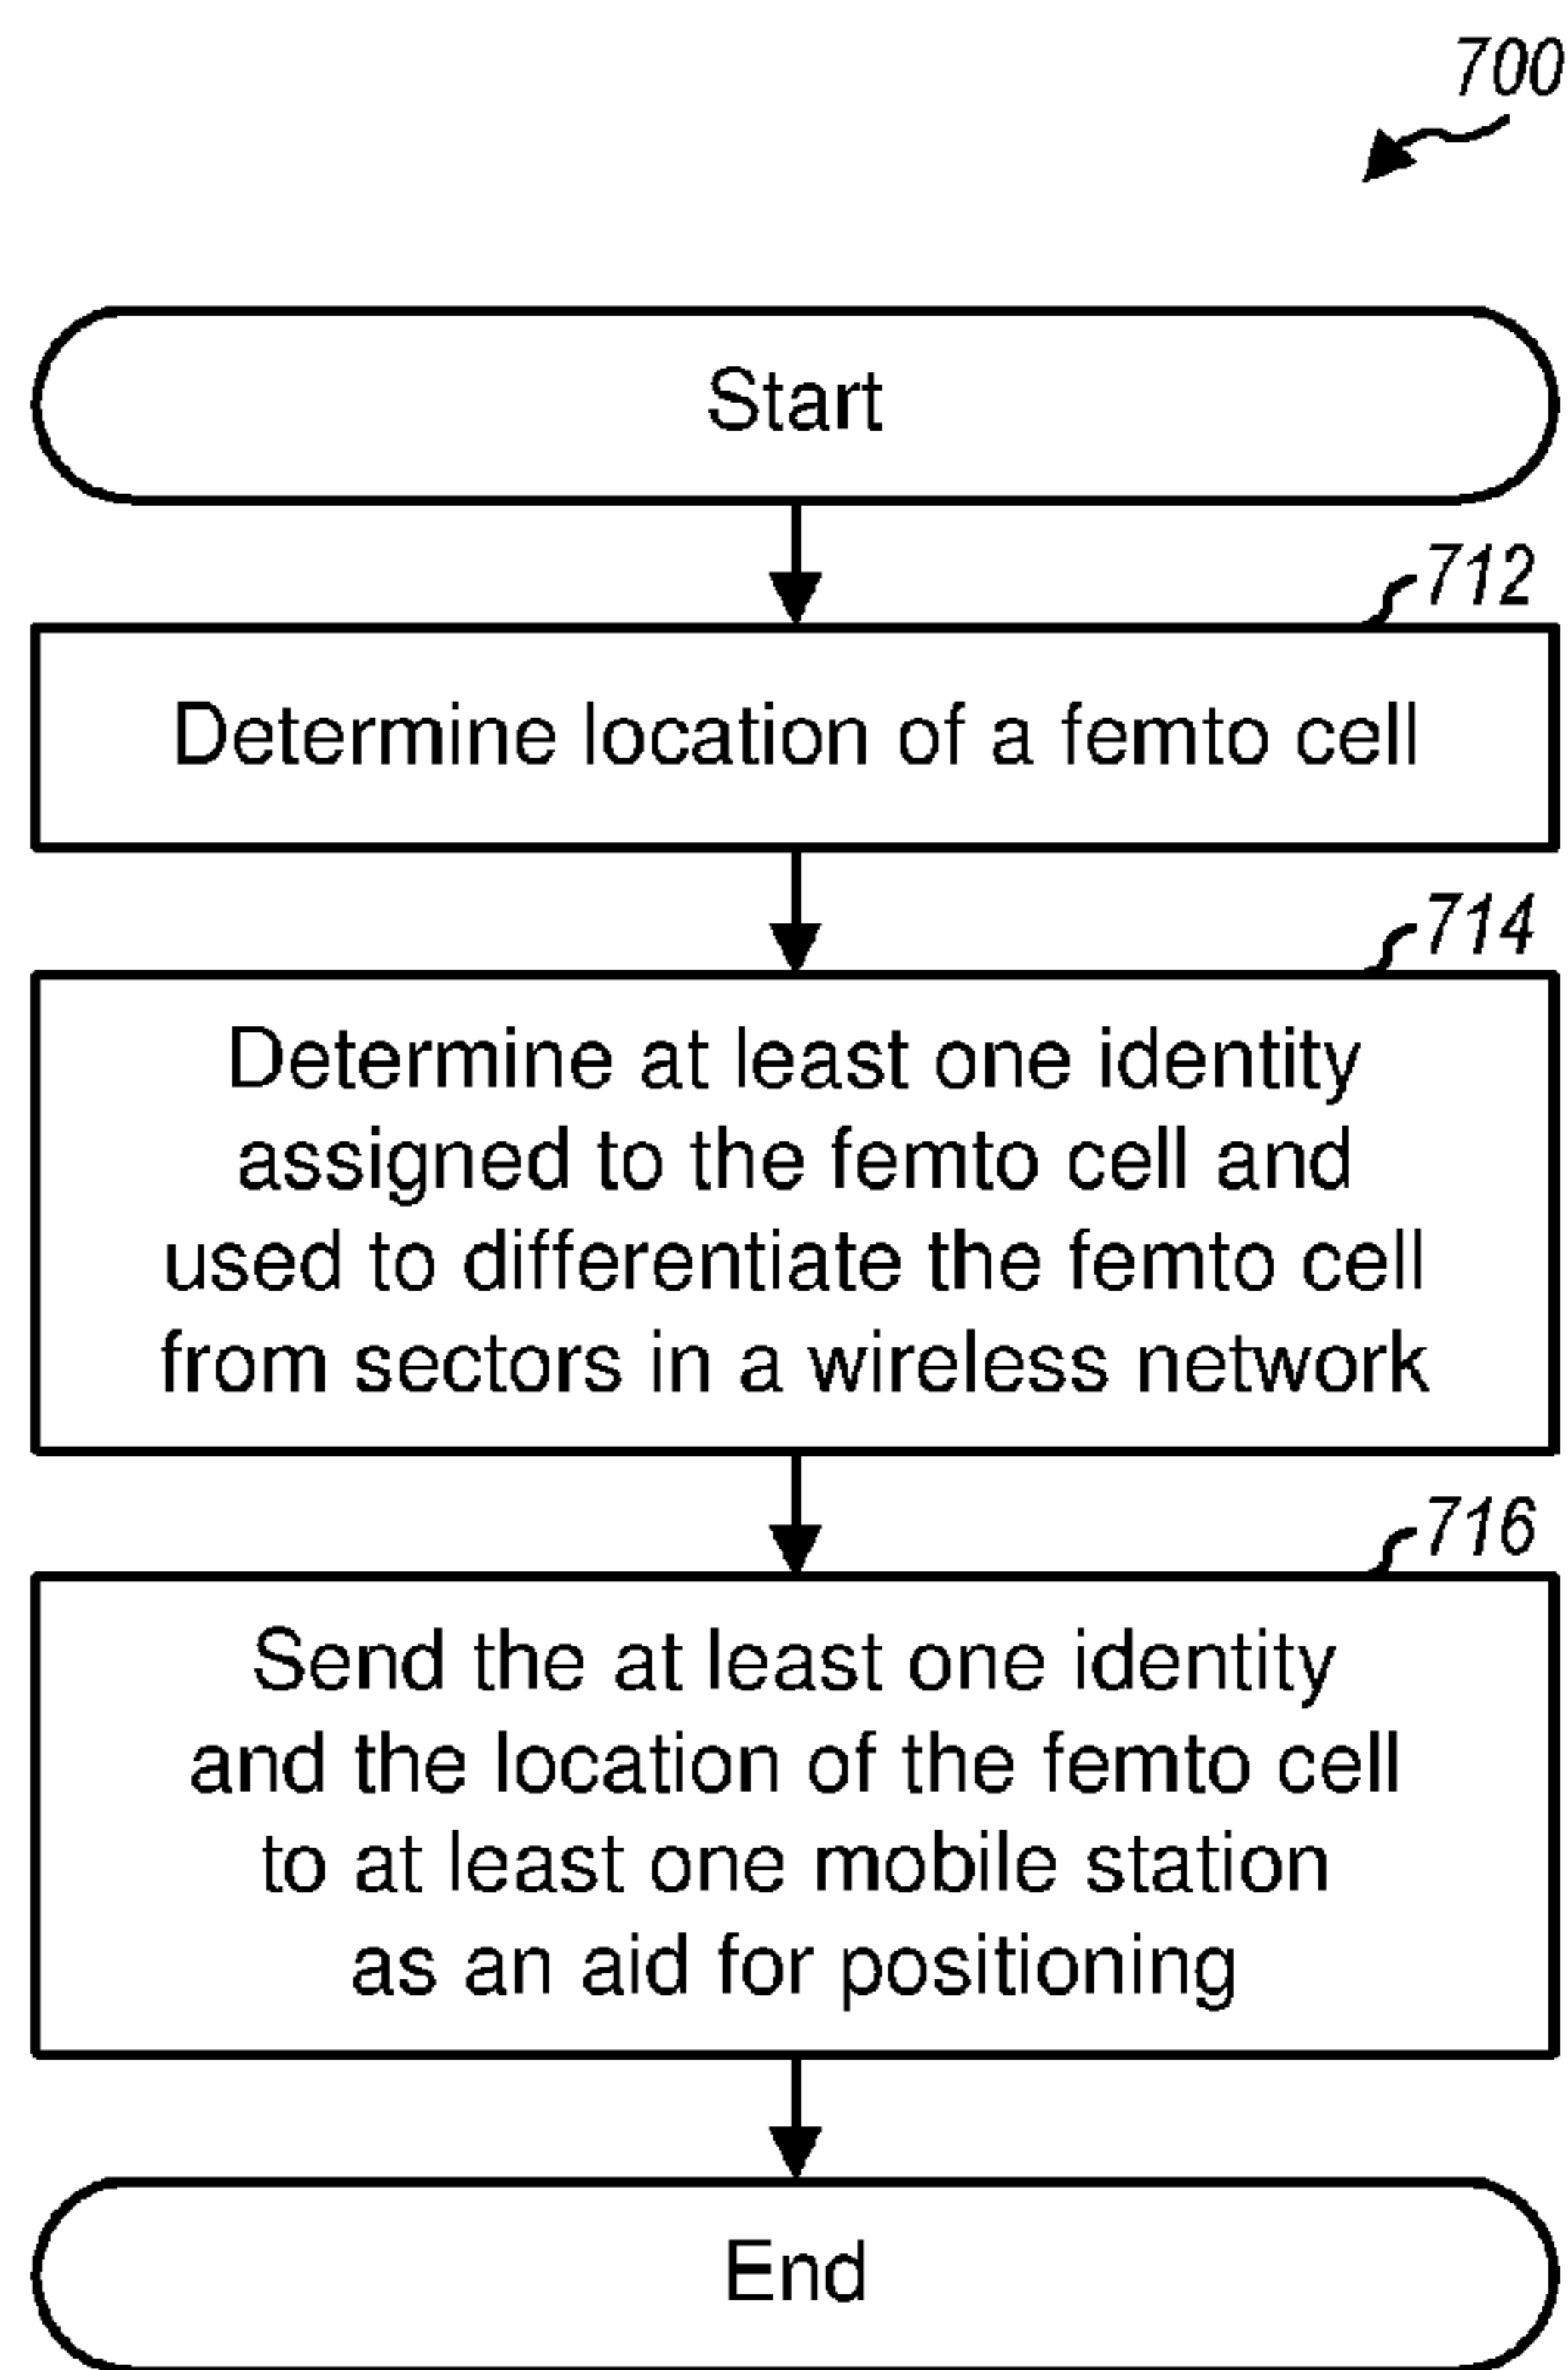 700
Start
712
Determine location of a femto cell
714
Determine at least one identity
assigned to the femto cell and
used to differentiate the femto cell
from sectors in a wireless network
716
Send the at least one identity
and the location of the femto cell
to at least one mobile station
as an aid for positioning
End